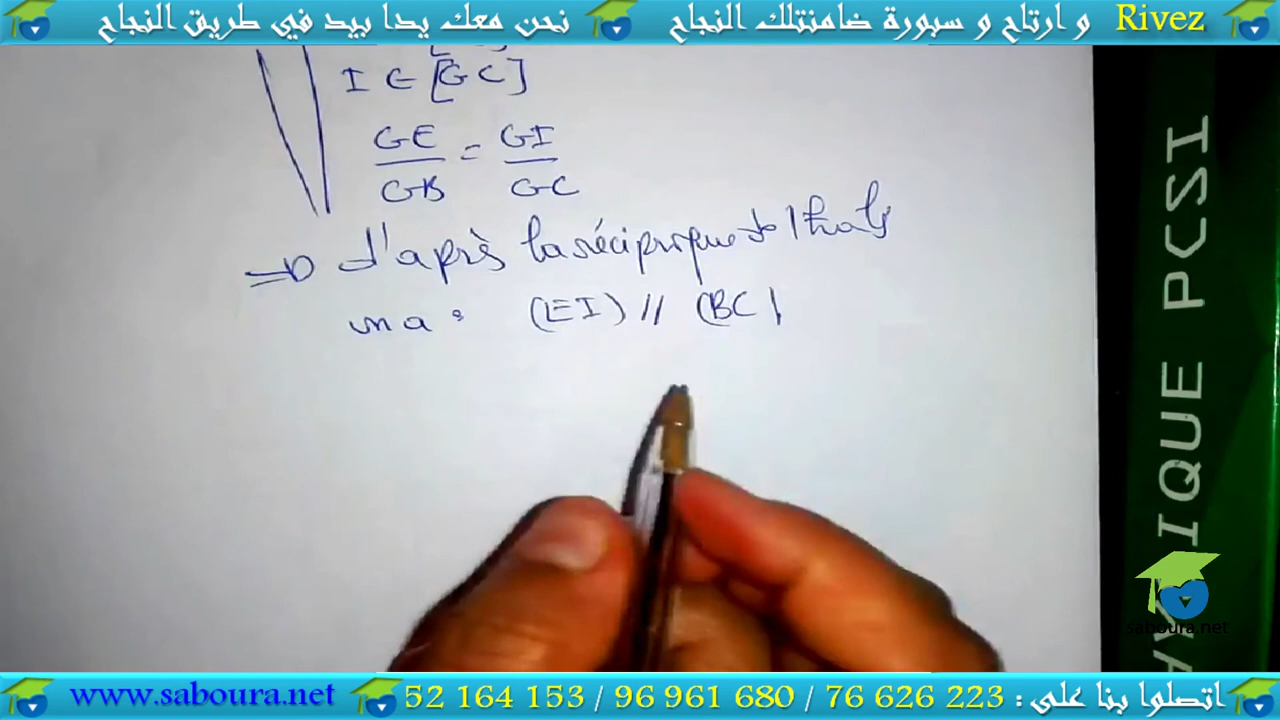 Rivez و ارتاح و سبورة ضامنتلك النجاح نحن معك يدا بيد في طريق النجاح
I ∈ [GC]
GE/GB = GI/GC
=> d'après la réciproque de Thals
on a : (EI) // (BC)
IQUE PCSI
saboura.net
www.saboura.net 52 164 153 / 96 961 680 / 76 626 223 : اتصلوا بنا على